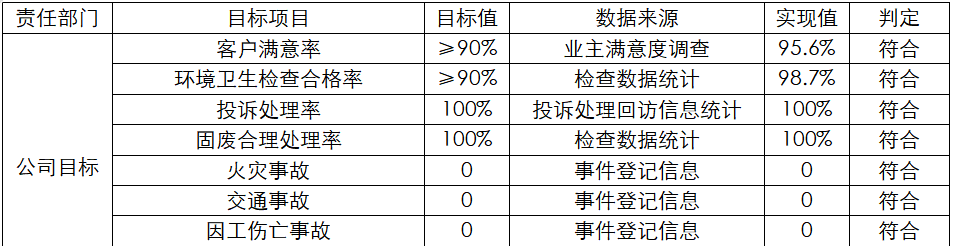 责任部门 目标项目 目标值 数据来源 实现值 判定
客户满意率 ≥90% 业主满意度调查 95.6% 符合
环境卫生检查合格率 ≥90% 检查数据统计 98.7% 符合
投诉处理率 100% 投诉处理回访信息统计 100% 符合
固废合理处理率 100% 检查数据统计 100% 符合
公司目标 火灾事故 0 事件登记信息 0 符合
交通事故 0 事件登记信息 0 符合
因工伤亡事故 0 事件登记信息 0 符合